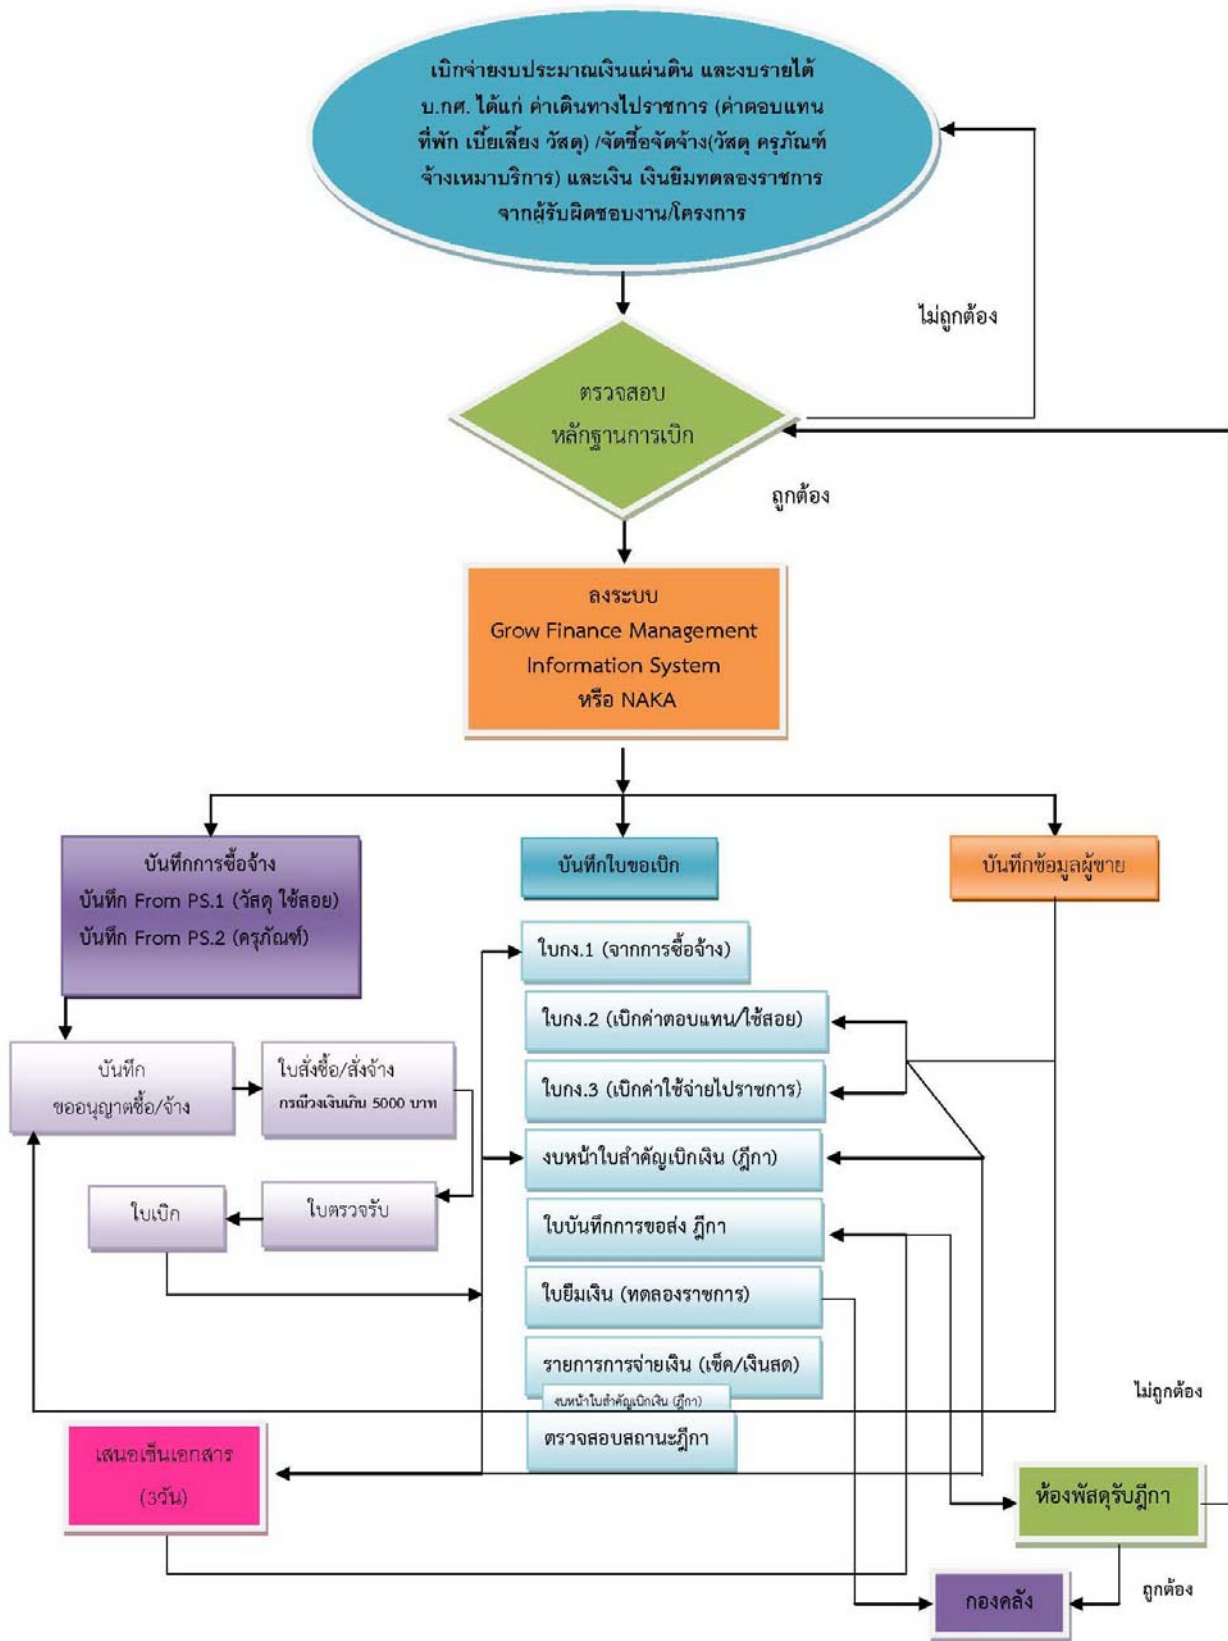 เบิกจ่ายงบประมาณเงินแผ่นดิน และงบรายได้
บ.กศ. ได้แก่ ค่าเดินทางไปราชการ (ค่าตอบแทน
ที่พัก เบี้ยเลี้ยง วัสดุ) /จัดซื้อจัดจ้าง(วัสดุ ครุภัณฑ์
จ้างเหมาบริการ) และเงิน เงินยืมทดลองราชการ
จากผู้รับผิดชอบงาน/โครงการ
ไม่ถูกต้อง
ตรวจสอบ
หลักฐานการเบิก
ถูกต้อง
ลงระบบ
Grow Finance Management
Information System
หรือ NAKA
บันทึกการซื้อจ้าง
บันทึก From PS.1 (วัสดุ ใช้สอย)
บันทึก From PS.2 (ครุภัณฑ์)
บันทึกใบขอเบิก
บันทึกข้อมูลผู้ขาย
ใบกง.1 (จากการซื้อจ้าง)
ใบกง.2 (เบิกค่าตอบแทน/ใช้สอย)
บันทึก
ขออนุญาตซื้อ/จ้าง
ใบสั่งซื้อ/สั่งจ้าง
กรณีวงเงินเกิน 5000 บาท
ใบกง.3 (เบิกค่าใช้จ่ายไปราชการ)
งบหน้าใบสำคัญเบิกเงิน (ฎีกา)
ใบเบิก
ใบตรวจรับ
ใบบันทึกการขอส่ง ฎีกา
ใบยืมเงิน (ทดลองราชการ)
รายการการจ่ายเงิน (เช็ค/เงินสด)
งบหน้าใบสำคัญเบิกเงิน (ฎีกา)
ไม่ถูกต้อง
ตรวจสอบสถานะฎีกา
เสนอเซ็นเอกสาร
(3วัน)
ห้องพัสดุรับฎีกา
ถูกต้อง
กองคลัง